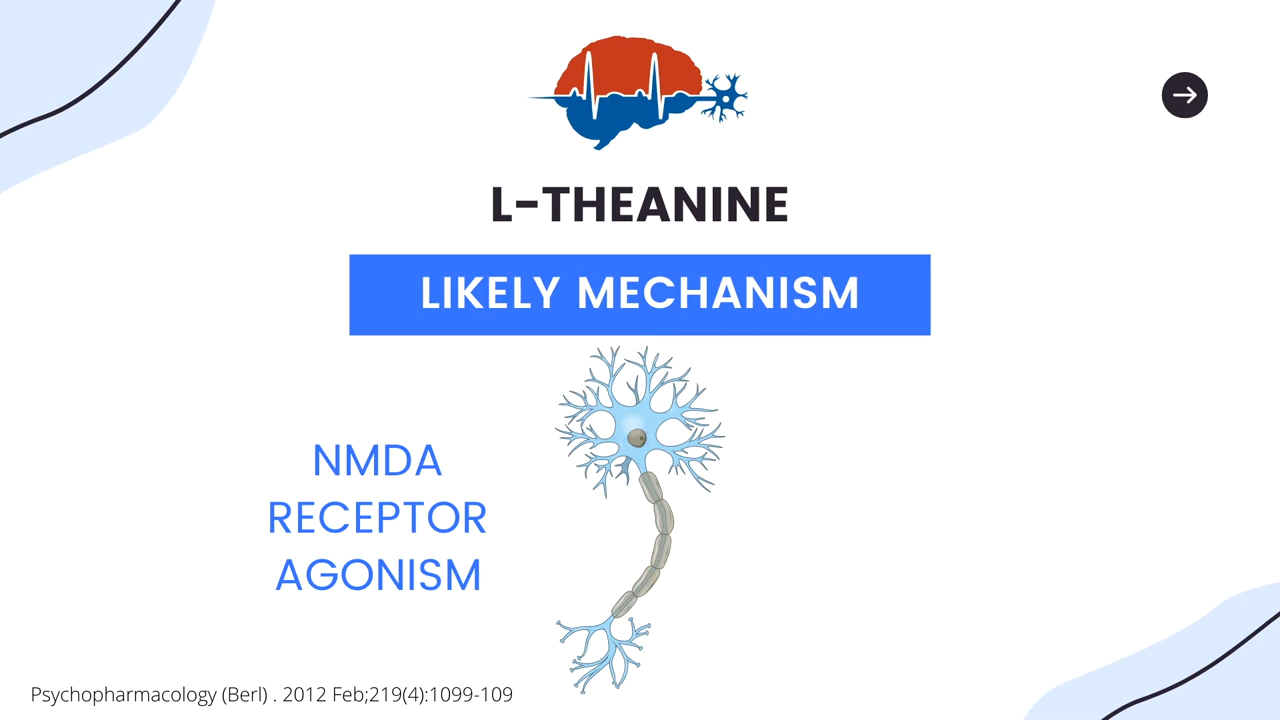 L-THEANINE
LIKELY MECHANISM
NMDA
RECEPTOR
AGONISM
Psychopharmacology (Berl) . 2012 Feb;219(4):1099-109